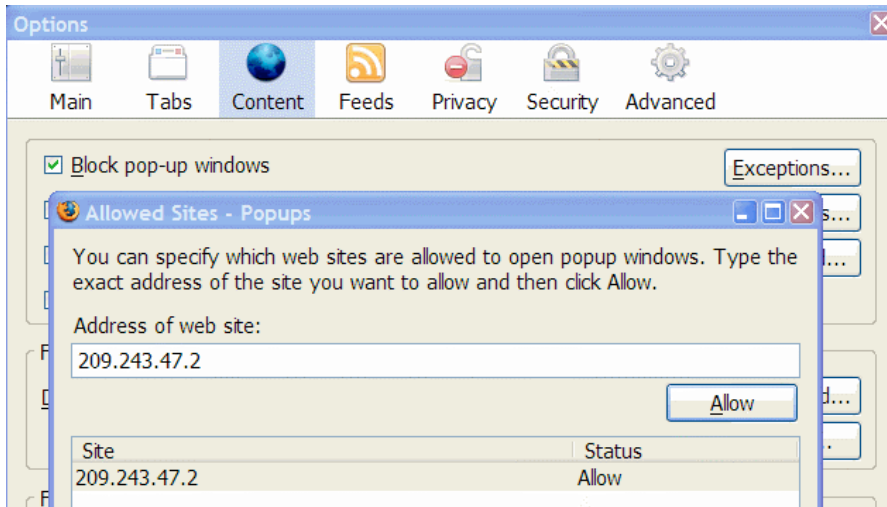 Options
Main Tabs Content Feeds Privacy Security Advanced
Block pop-up windows Exceptions...
Allowed Sites - Popups
s...
You can specify which web sites are allowed to open popup windows. Type the
exact address of the site you want to allow and then click Allow.
Address of web site:
209.243.47.2
Allow
Site Status
209.243.47.2 Allow